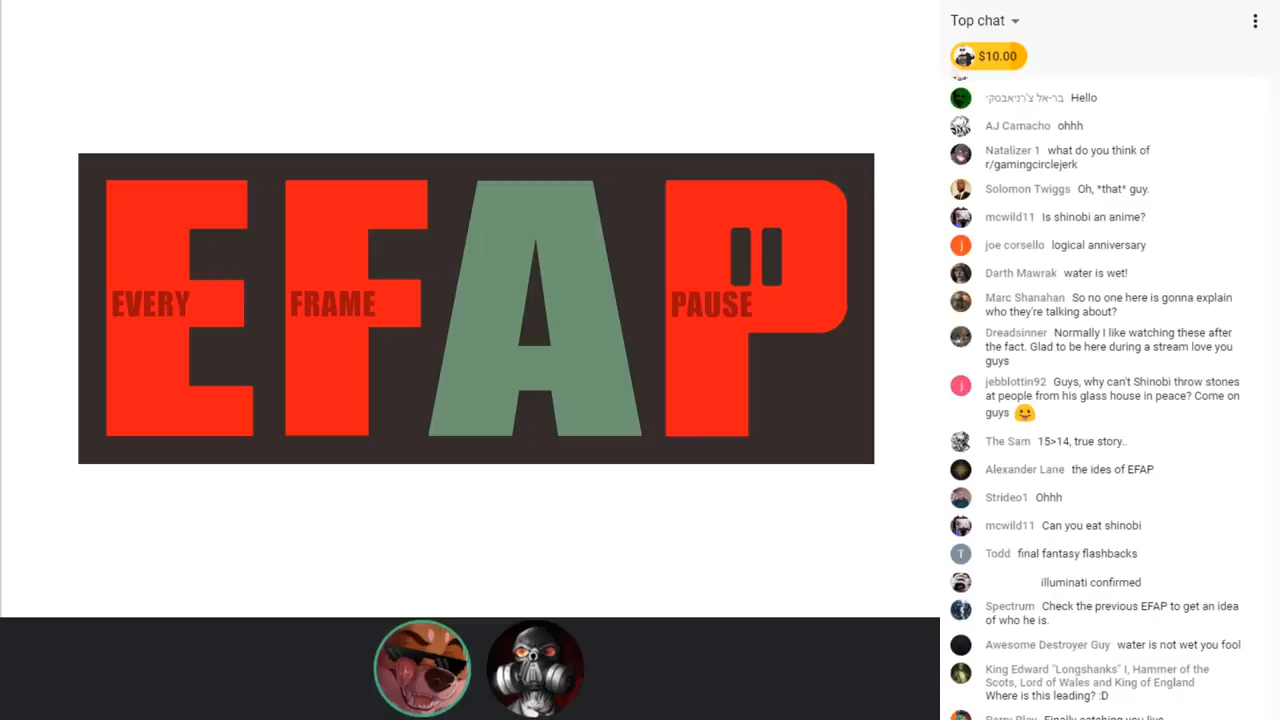 Top chat
$10.00
בר-אל צ'רניאבסקי Hello
AJ Camacho ohhh
Natalizer 1 what do you think of
r/gamingcirclejerk
Solomon Twiggs Oh, *that* guy.
mcwild11 Is shinobi an anime?
j joe corsello logical anniversary
Darth Mawrak water is wet!
Marc Shanahan So no one here is gonna explain
who they're talking about?
Dreadsinner Normally I like watching these after
the fact. Glad to be here during a stream love you
guys
j jebblottin92 Guys, why can't Shinobi throw stones
at people from his glass house in peace? Come on
guys
The Sam 15>14, true story..
Alexander Lane the ides of EFAP
Strideo1 Ohhh
mcwild11 Can you eat shinobi
T Todd final fantasy flashbacks
illuminati confirmed
Spectrum Check the previous EFAP to get an idea
of who he is.
Awesome Destroyer Guy water is not wet you fool
King Edward "Longshanks" I, Hammer of the
Scots, Lord of Wales and King of England
Where is this leading? :D
EFAP
EVERY FRAME PAUSE